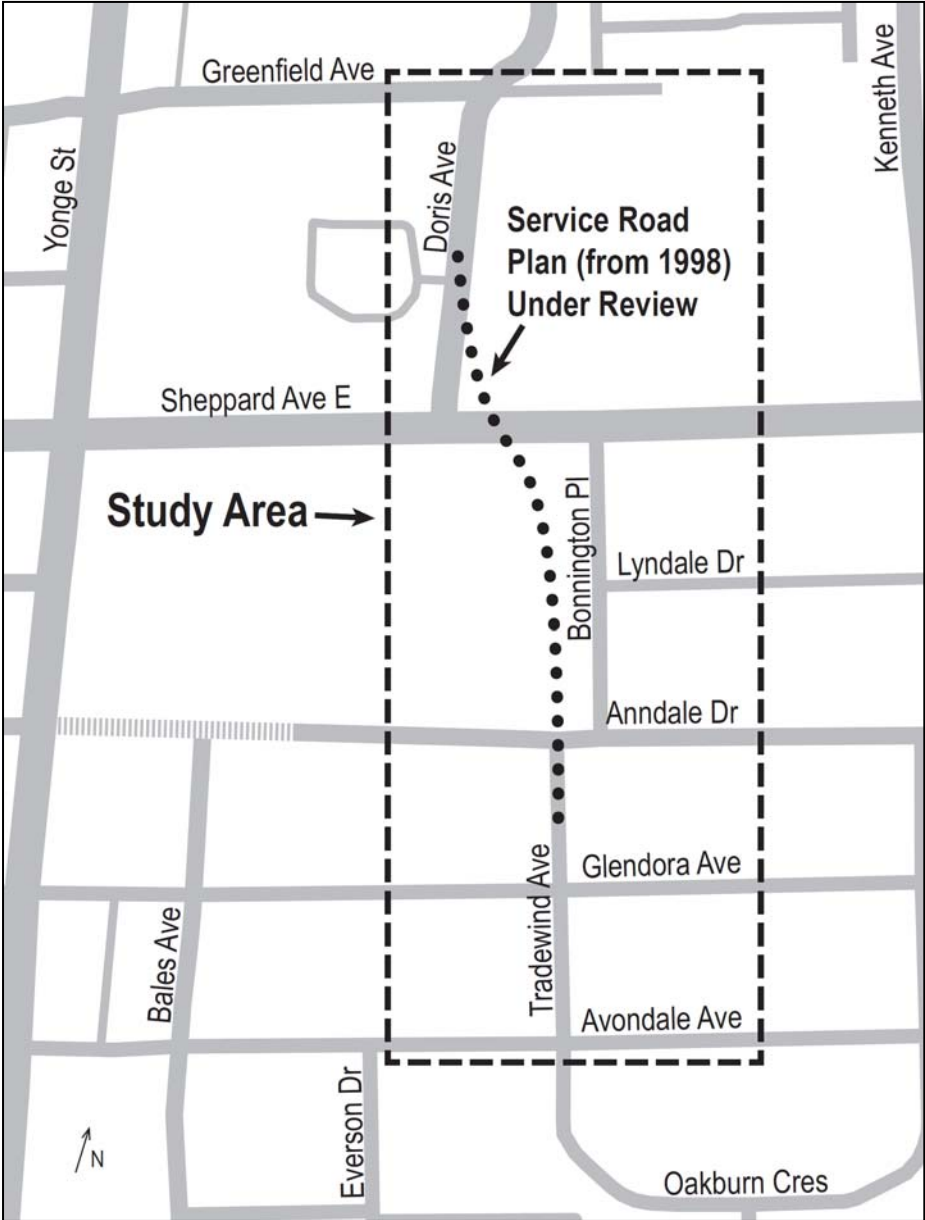 Greenfield Ave
Kenneth Ave
Yonge St
Doris Ave
Service Road
Plan (from 1998)
Under Review
Sheppard Ave E
Study Area
Bonnington Pl
Lyndale Dr
Anndale Dr
Glendora Ave
Tradewind Ave
Bales Ave
Avondale Ave
Everson Dr
N
Oakburn Cres